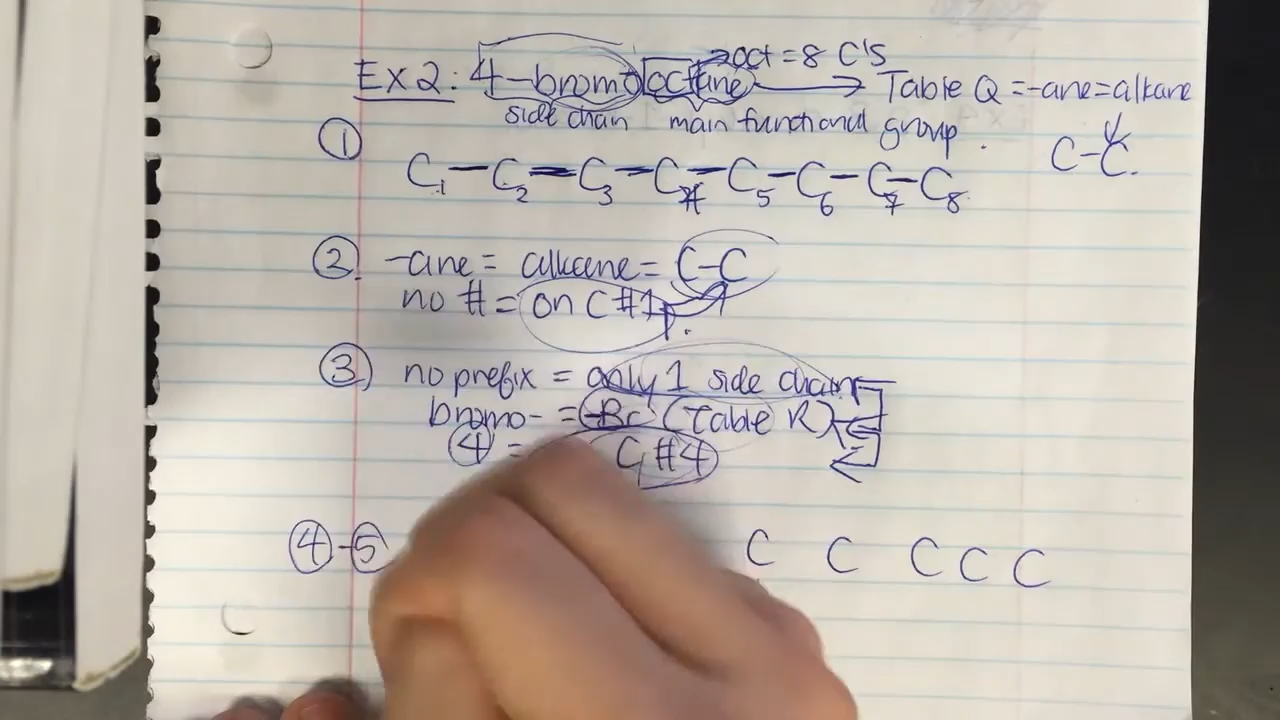 Ex 2: 4-bromooctane → oct = 8 C's
→ Table Q = -ane = alkane
side chain main functional group.
① C1-C2=C3-C4-C5-C6-C7-C8
C-C.
② -ane = alkane = C-C
no # = on C #1
③ no prefix = only 1 side chain
bromo- = -Br (Table R)
④ = C #4
④-⑤ C C C C C